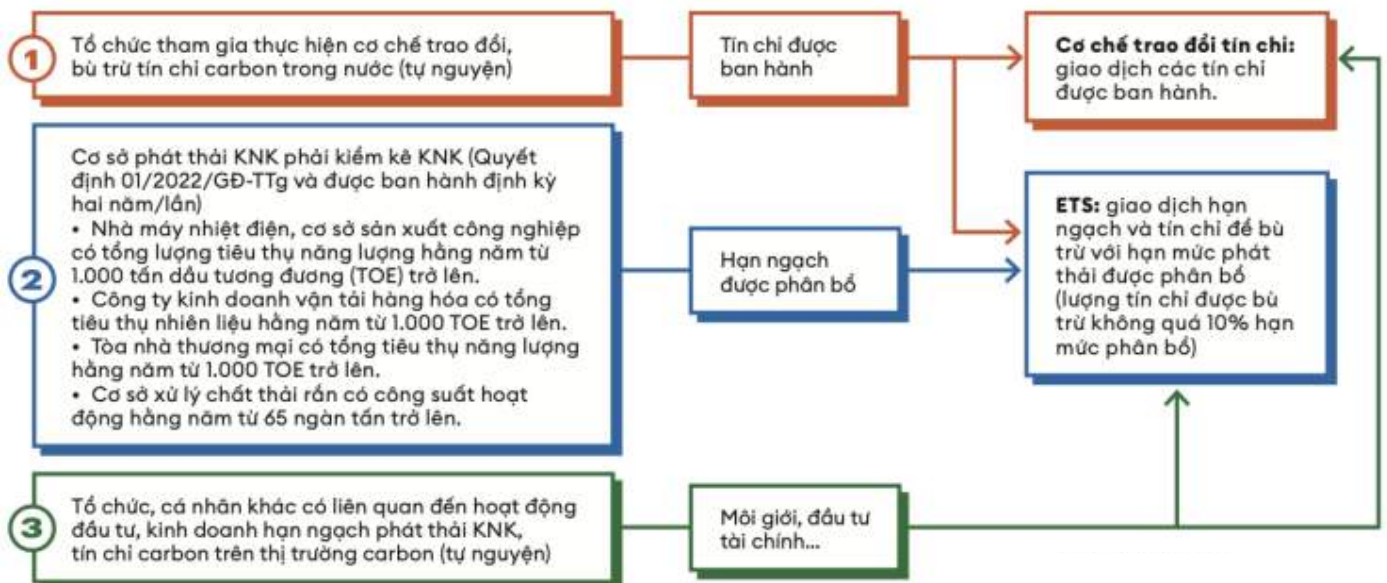 1
Tổ chức tham gia thực hiện cơ chế trao đổi,
bù trừ tín chỉ carbon trong nước (tự nguyện)
Tín chỉ được
ban hành
Cơ chế trao đổi tín chỉ:
giao dịch các tín chỉ
được ban hành.
2
Cơ sở phát thải KNK phải kiểm kê KNK (Quyết
định 01/2022/GĐ-TTg và được ban hành định kỳ
hai năm/lần)
• Nhà máy nhiệt điện, cơ sở sản xuất công nghiệp
có tổng lượng tiêu thụ năng lượng hằng năm từ
1.000 tấn dầu tương đương (TOE) trở lên.
• Công ty kinh doanh vận tải hàng hóa có tổng
tiêu thụ nhiên liệu hằng năm từ 1.000 TOE trở lên.
• Tòa nhà thương mại có tổng tiêu thụ năng lượng
hằng năm từ 1.000 TOE trở lên.
• Cơ sở xử lý chất thải rắn có công suất hoạt
động hằng năm từ 65 ngàn tấn trở lên.
Hạn ngạch
được phân bổ
ETS: giao dịch hạn
ngạch và tín chỉ để bù
trừ với hạn mức phát
thải được phân bổ
(lượng tín chỉ được bù
trừ không quá 10% hạn
mức phân bổ)
3
Tổ chức, cá nhân khác có liên quan đến hoạt động
đầu tư, kinh doanh hạn ngạch phát thải KNK,
tín chỉ carbon trên thị trường carbon (tự nguyện)
Môi giới, đầu tư
tài chính...